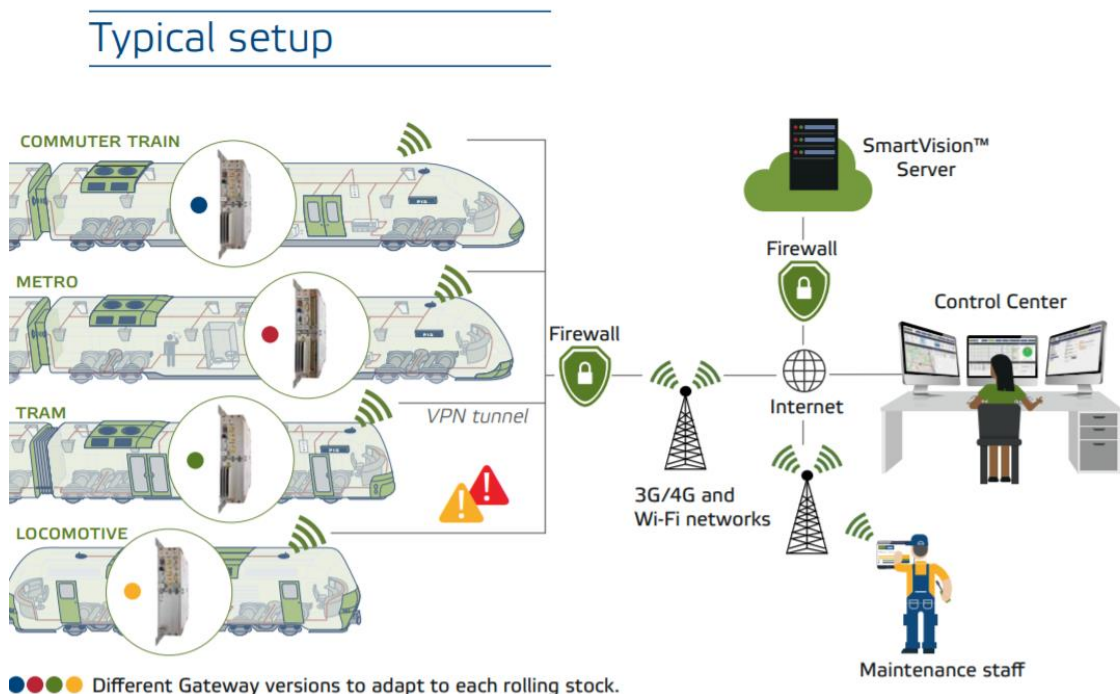 Typical setup
COMMUTER TRAIN
SmartVision™
Server
Firewall
METRO
Control Center
Firewall
Internet
TRAM
VPN tunnel
3G/4G and
Wi-Fi networks
LOCOMOTIVE
Maintenance staff
Different Gateway versions to adapt to each rolling stock.